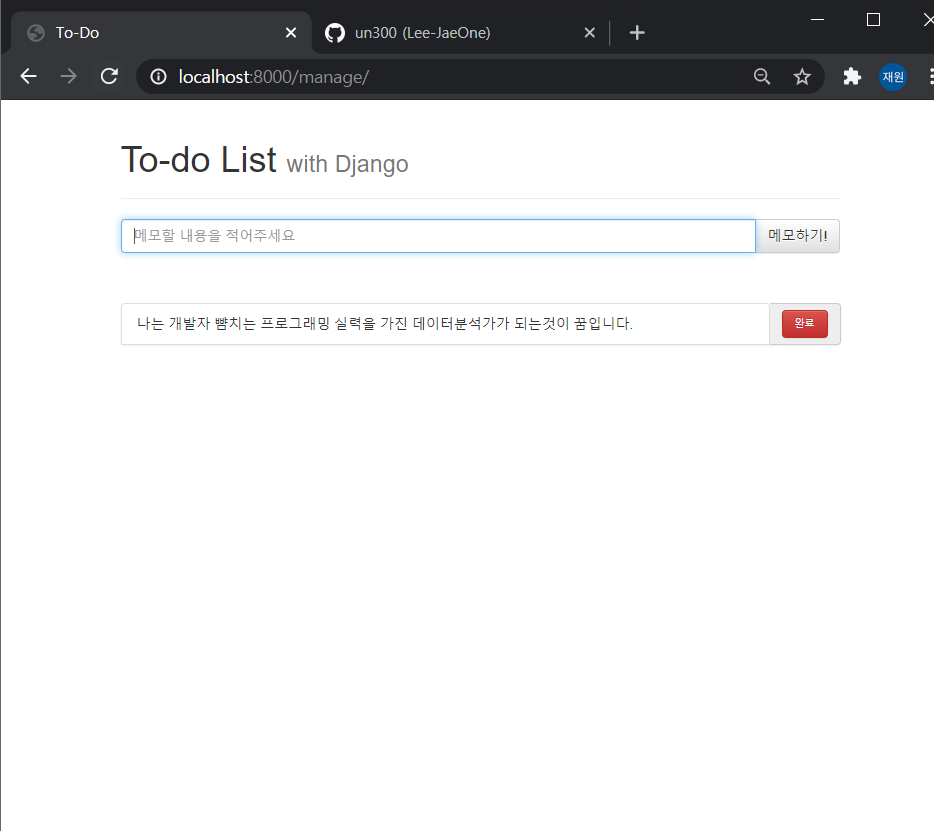 To-Do
un300 (Lee-JaeOne)
localhost:8000/manage/
재원
To-do List with Django
메모할 내용을 적어주세요
메모하기!
나는 개발자 뺨치는 프로그래밍 실력을 가진 데이터분석가가 되는것이 꿈입니다.
완료